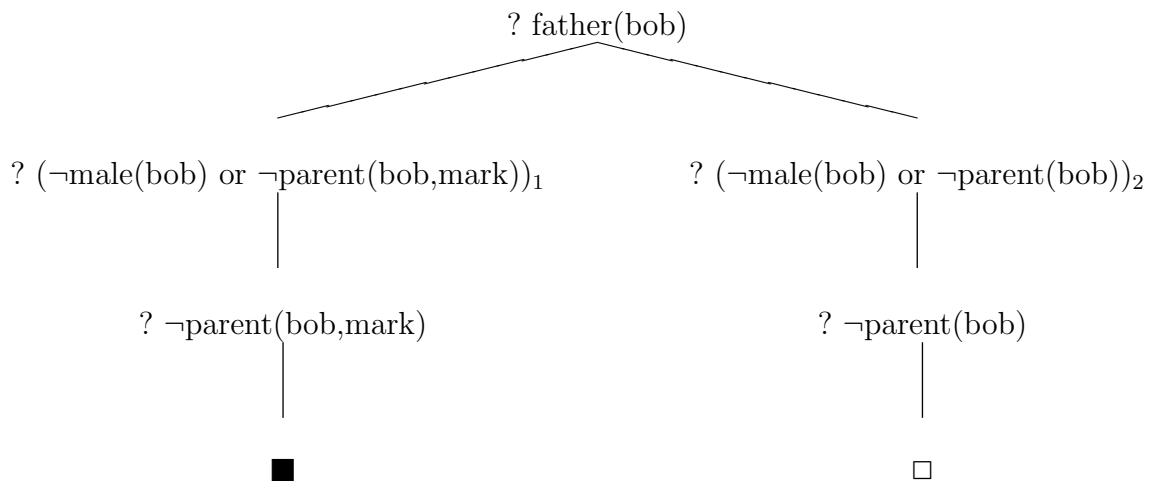 ? father(bob)
? (¬male(bob) or ¬parent(bob,mark))₁
? (¬male(bob) or ¬parent(bob))₂
? ¬parent(bob,mark)
? ¬parent(bob)
■
□